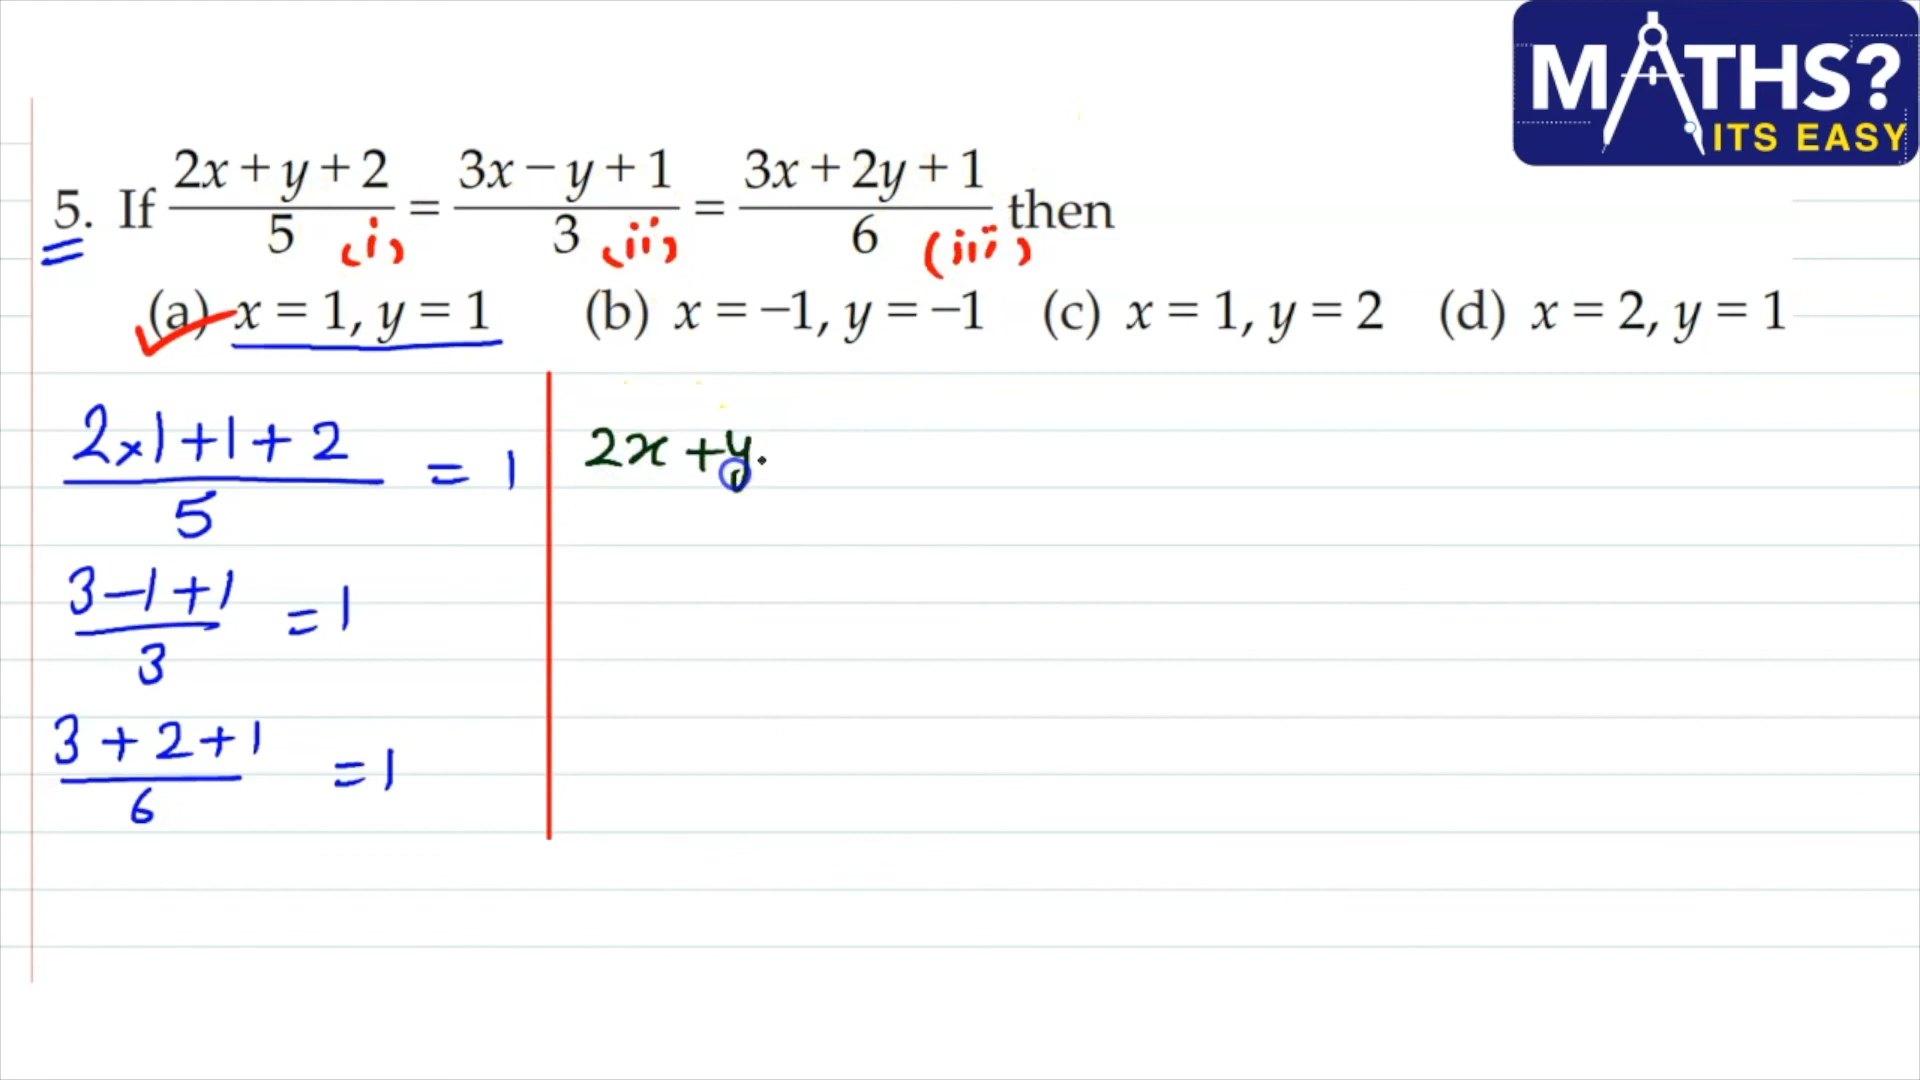 MATHS?
ITS EASY
5. If (2x + y + 2)/5 = (3x − y + 1)/3 = (3x + 2y + 1)/6 then
(i) (ii) (iii)
(a) x = 1, y = 1 (b) x = −1, y = −1 (c) x = 1, y = 2 (d) x = 2, y = 1
(2×1+1+2)/5 = 1
(3−1+1)/3 = 1
(3+2+1)/6 = 1
2x + y